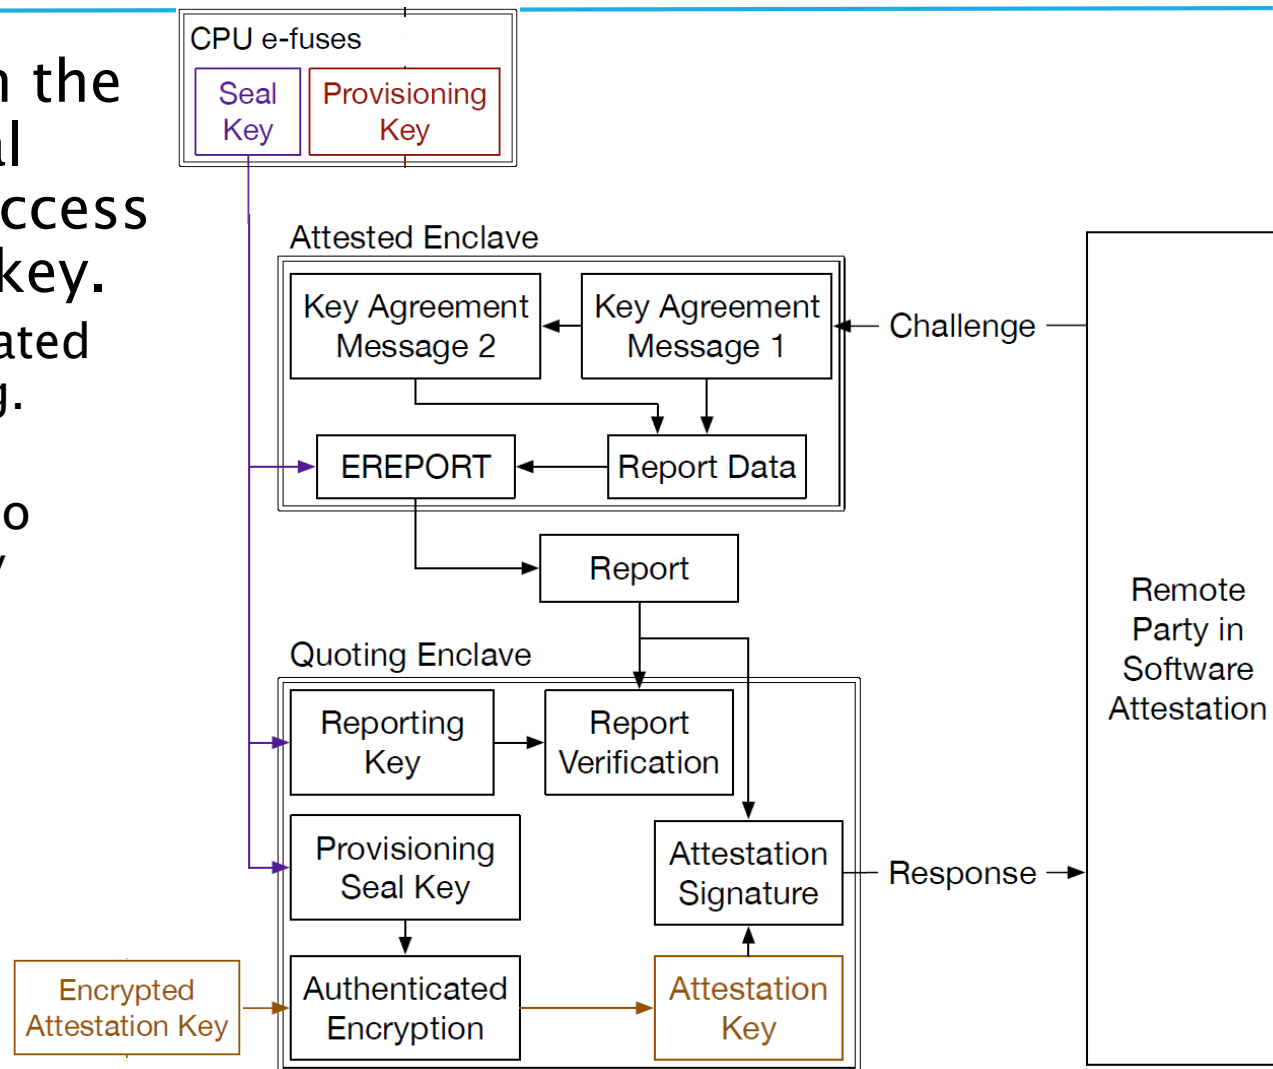 CPU e-fuses
Seal
Key
Provisioning
Key
the
ccess
key.
Attested Enclave
Key Agreement
Message 2
Key Agreement
Message 1
Challenge
EREPORT
Report Data
Report
Remote
Party in
Software
Attestation
Quoting Enclave
Reporting
Key
Report
Verification
Provisioning
Seal Key
Attestation
Signature
Response
Encrypted
Attestation Key
Authenticated
Encryption
Attestation
Key